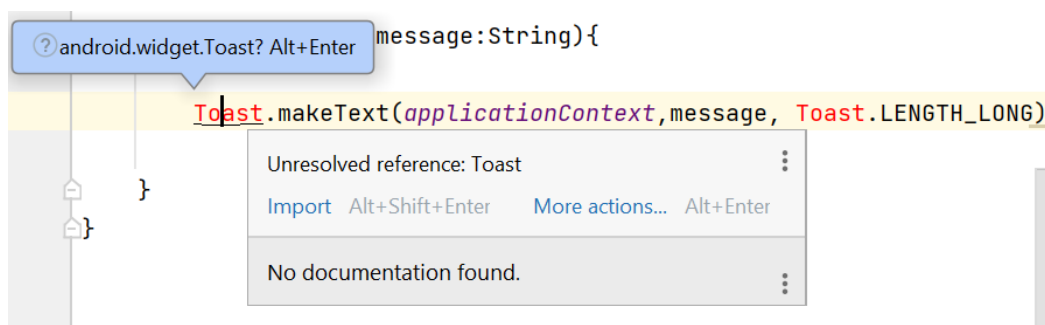 android.widget.Toast? Alt+Enter message:String){
Toast.makeText(applicationContext,message, Toast.LENGTH_LONG)
Unresolved reference: Toast
Import Alt+Shift+Enter More actions... Alt+Enter
}
}
No documentation found.